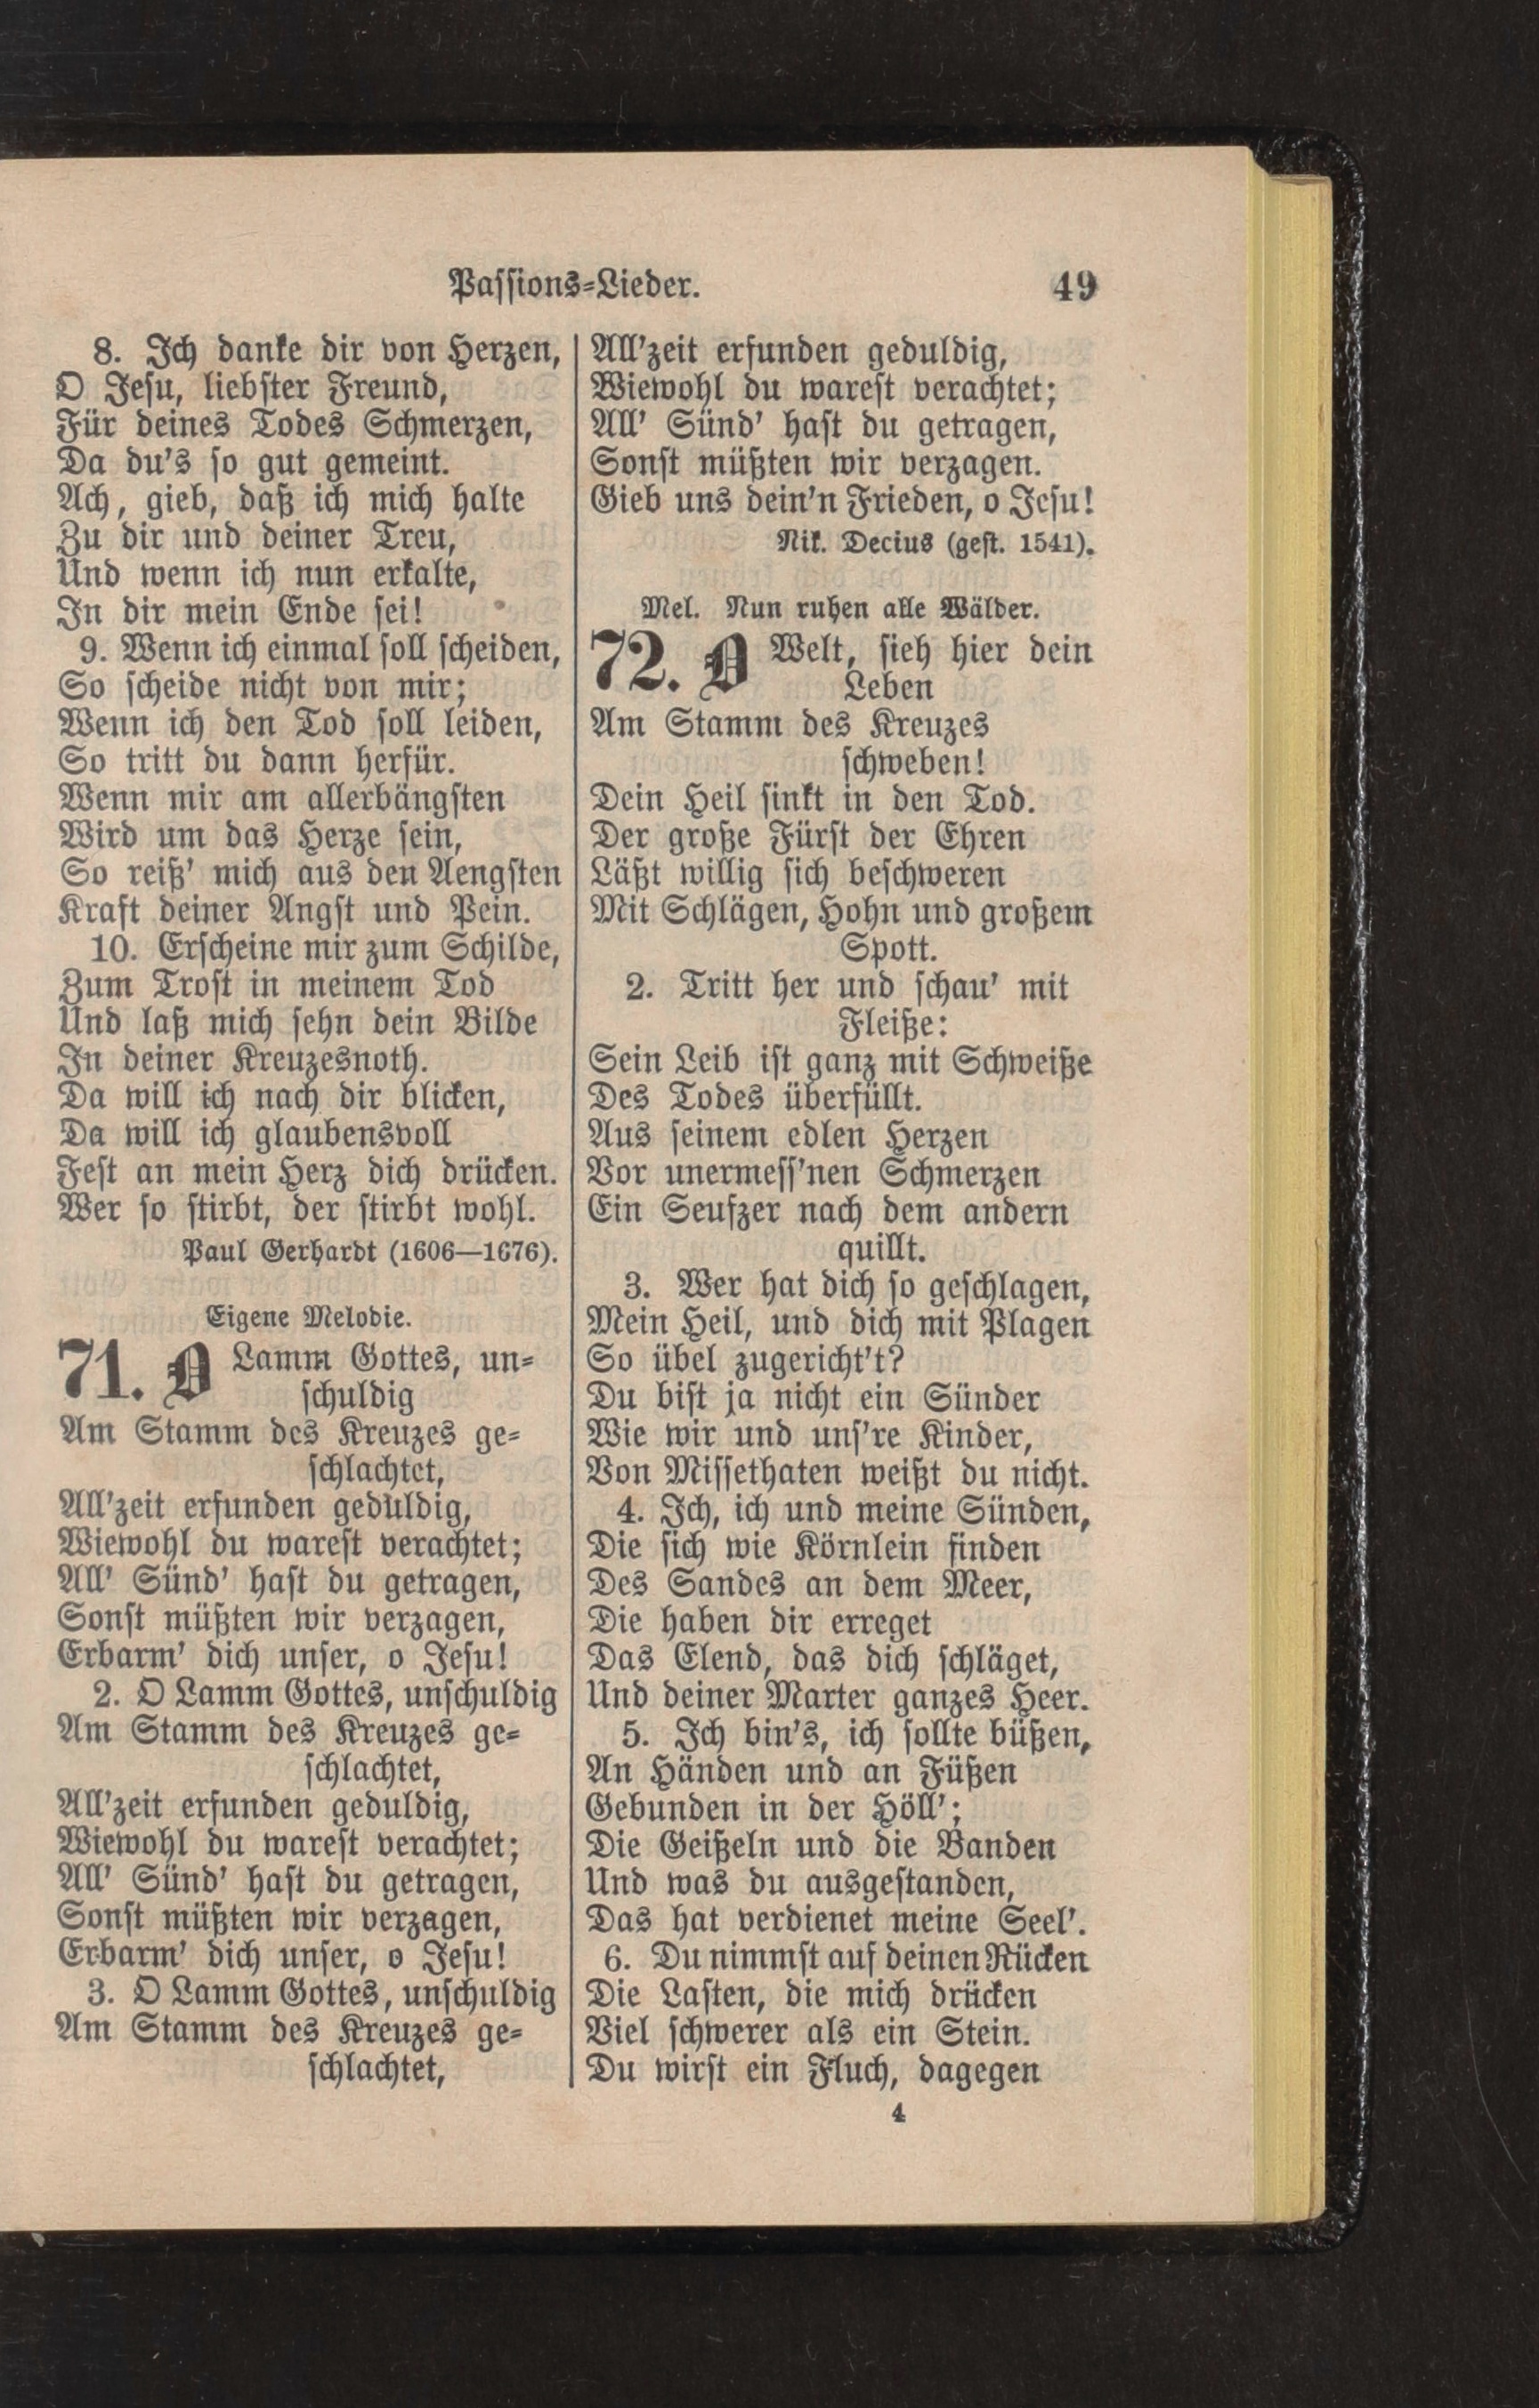 Passions-Lieder. 49
8. Ich danke dir von Herzen,
O Jesu, liebster Freund,
Für deines Todes Schmerzen,
Da du's so gut gemeint.
Ach, gieb, daß ich mich halte
Zu dir und deiner Treu,
Und wenn ich nun erkalte,
In dir mein Ende sei!
9. Wenn ich einmal soll scheiden,
So scheide nicht von mir;
Wenn ich den Tod soll leiden,
So tritt du dann herfür.
Wenn mir am allerbängsten
Wird um das Herze sein,
So reiß' mich aus den Aengsten
Kraft deiner Angst und Pein.
10. Erscheine mir zum Schilde,
Zum Trost in meinem Tod
Und laß mich sehn dein Bilde
In deiner Kreuzesnoth.
Da will ich nach dir blicken,
Da will ich glaubensvoll
Fest an mein Herz dich drücken.
Wer so stirbt, der stirbt wohl.
Paul Gerhardt (1606—1676).
Eigene Melodie.
71. O Lamm Gottes, un-
schuldig
Am Stamm des Kreuzes ge-
schlachtet,
All'zeit erfunden geduldig,
Wiewohl du warest verachtet;
All' Sünd' hast du getragen,
Sonst müßten wir verzagen,
Erbarm' dich unser, o Jesu!
2. O Lamm Gottes, unschuldig
Am Stamm des Kreuzes ge-
schlachtet,
All'zeit erfunden geduldig,
Wiewohl du warest verachtet;
All' Sünd' hast du getragen,
Sonst müßten wir verzagen,
Erbarm' dich unser, o Jesu!
3. O Lamm Gottes, unschuldig
Am Stamm des Kreuzes ge-
schlachtet,
All'zeit erfunden geduldig,
Wiewohl du warest verachtet;
All' Sünd' hast du getragen,
Sonst müßten wir verzagen.
Gieb uns dein'n Frieden, o Jesu!
Nik. Decius (gest. 1541).
Mel. Nun ruhen alle Wälder.
72. O Welt, sieh hier dein
Leben
Am Stamm des Kreuzes
schweben!
Dein Heil sinkt in den Tod.
Der große Fürst der Ehren
Läßt willig sich beschweren
Mit Schlägen, Hohn und großem
Spott.
2. Tritt her und schau' mit
Fleiße:
Sein Leib ist ganz mit Schweiße
Des Todes überfüllt.
Aus seinem edlen Herzen
Vor unermess'nen Schmerzen
Ein Seufzer nach dem andern
quillt.
3. Wer hat dich so geschlagen,
Mein Heil, und dich mit Plagen
So übel zugericht't?
Du bist ja nicht ein Sünder
Wie wir und uns're Kinder,
Von Missethaten weißt du nicht.
4. Ich, ich und meine Sünden,
Die sich wie Körnlein finden
Des Sandes an dem Meer,
Die haben dir erreget
Das Elend, das dich schläget,
Und deiner Marter ganzes Heer.
5. Ich bin's, ich sollte büßen,
An Händen und an Füßen
Gebunden in der Höll';
Die Geißeln und die Banden
Und was du ausgestanden,
Das hat verdienet meine Seel'.
6. Du nimmst auf deinen Rücken
Die Lasten, die mich drücken
Viel schwerer als ein Stein.
Du wirst ein Fluch, dagegen
4